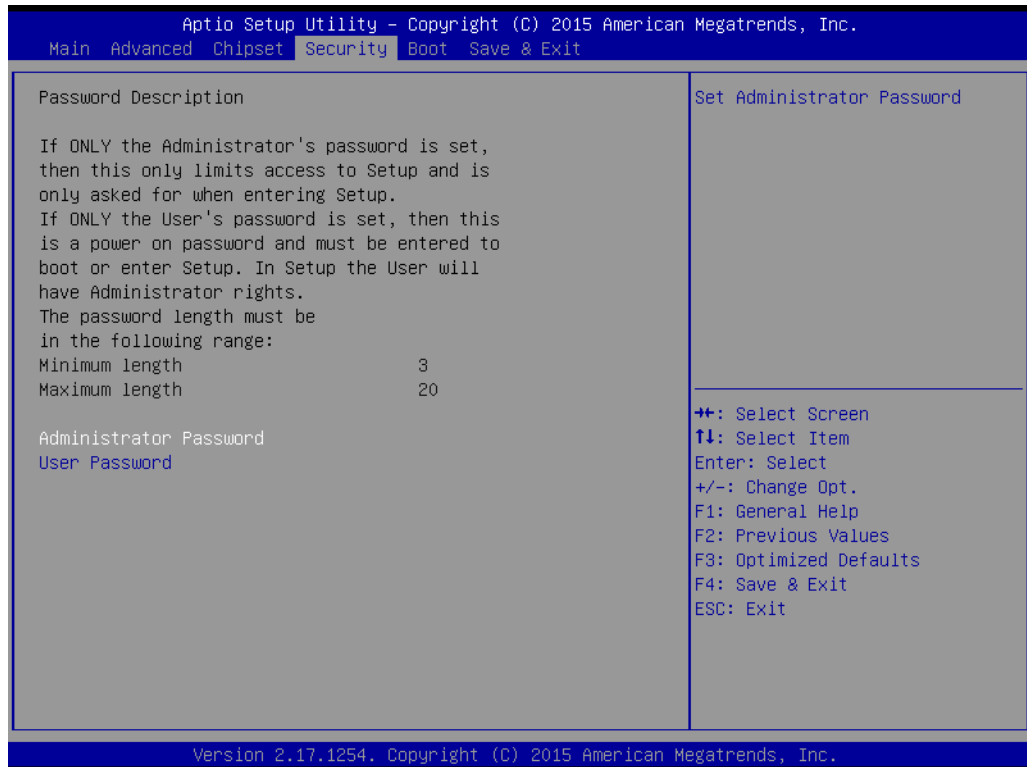 Aptio Setup Utility – Copyright (C) 2015 American Megatrends, Inc.
Main Advanced Chipset Security Boot Save & Exit
Password Description
If ONLY the Administrator's password is set,
then this only limits access to Setup and is
only asked for when entering Setup.
If ONLY the User's password is set, then this
is a power on password and must be entered to
boot or enter Setup. In Setup the User will
have Administrator rights.
The password length must be
in the following range:
Minimum length 3
Maximum length 20
Administrator Password
User Password
Set Administrator Password
→←: Select Screen
↑↓: Select Item
Enter: Select
+/-: Change Opt.
F1: General Help
F2: Previous Values
F3: Optimized Defaults
F4: Save & Exit
ESC: Exit
Version 2.17.1254. Copyright (C) 2015 American Megatrends, Inc.